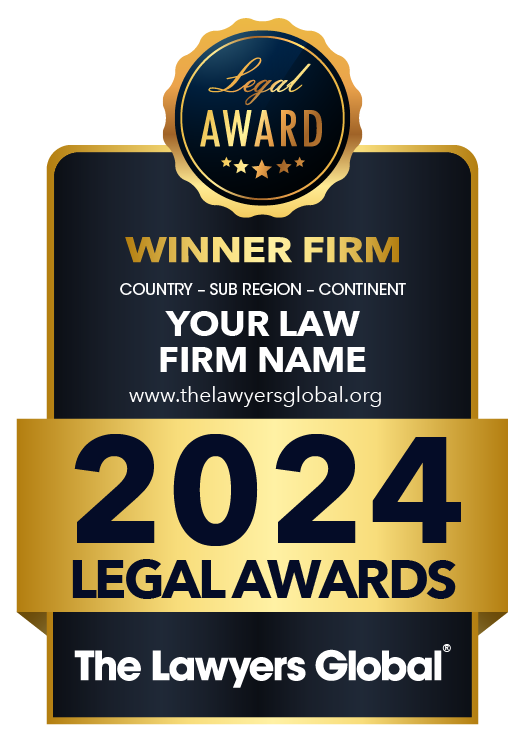 Legal
AWARD
WINNER FIRM
COUNTRY – SUB REGION – CONTINENT
YOUR LAW
FIRM NAME
www.thelawyersglobal.org
2024
LEGAL AWARDS
The Lawyers Global®